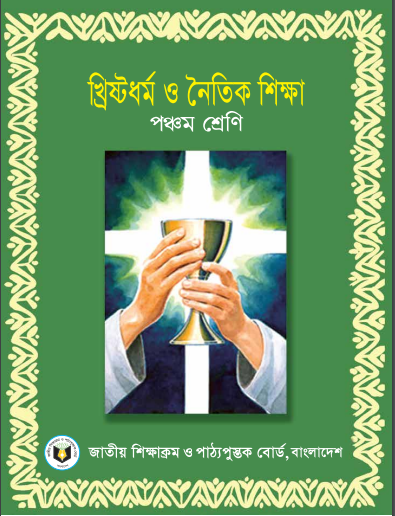 খ্রিষ্টধর্ম ও নৈতিক শিক্ষা
পঞ্চম শ্রেণি
জাতীয় শিক্ষাক্রম ও পাঠ্যপুস্তক বোর্ড, বাংলাদেশ